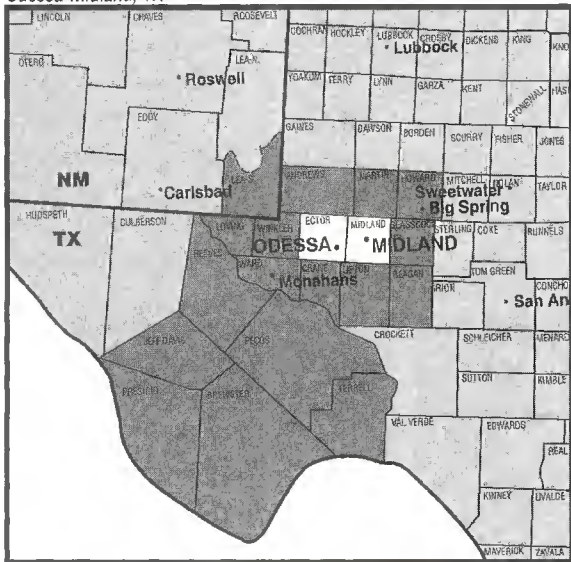 Odessa-Midland, TX
LINCOLN CHAVES ROOSEVELT
COCHRAN HOCKLEY LUBBOCK CROSBY DICKENS KING KNO
Lubbock
OTERO LEA-N.
Roswell
YOAKUM TERRY LYNN GARZA KENT STONEWALL HAS
EDDY
GAINES DAWSON BORDEN SCURRY FISHER JONES
NM Carlsbad LEA-S.
ANDREWS MARTIN HOWARD MITCHELL NOLAN TAYLOR
Sweetwater
Big Spring
HUDSPETH CULBERSON
TX
LOVING WINKLER ECTOR MIDLAND GLASSCOCK STERLING COKE RUNNELS
ODESSA MIDLAND
REEVES WARD CRANE UPTON REAGAN TOM GREEN CONCHO
Monahans
IRION San An
CROCKETT
JEFF DAVIS PECOS SCHLEICHER MENARD
PRESIDIO BREWSTER TERRELL SUTTON KIMBLE
VAL VERDE EDWARDS
REAL
KINNEY UVALDE
MAVERICK ZAVALA